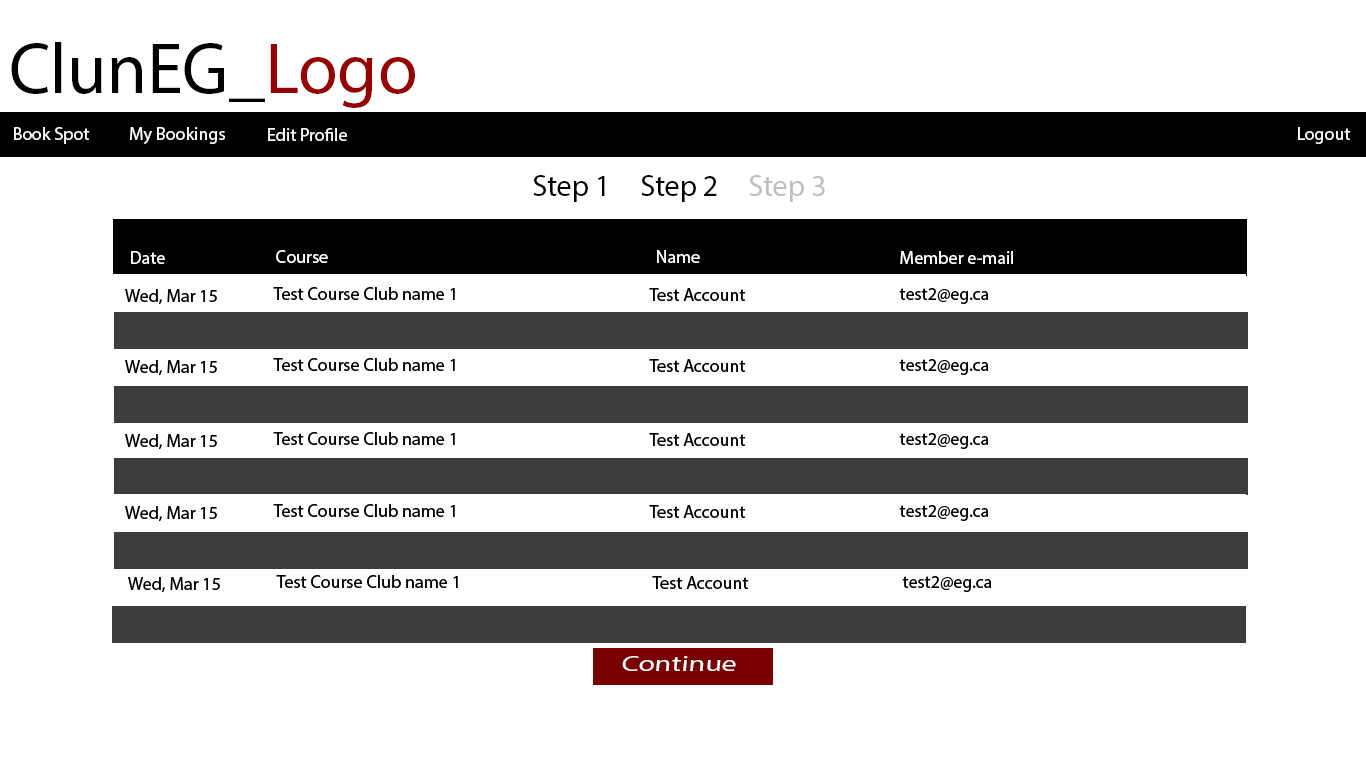 ClunEG_Logo
Book Spot My Bookings Edit Profile Logout
Step 1 Step 2 Step 3
Date Course Name Member e-mail
Wed, Mar 15 Test Course Club name 1 Test Account test2@eg.ca
Wed, Mar 15 Test Course Club name 1 Test Account test2@eg.ca
Wed, Mar 15 Test Course Club name 1 Test Account test2@eg.ca
Wed, Mar 15 Test Course Club name 1 Test Account test2@eg.ca
Wed, Mar 15 Test Course Club name 1 Test Account test2@eg.ca
Continue